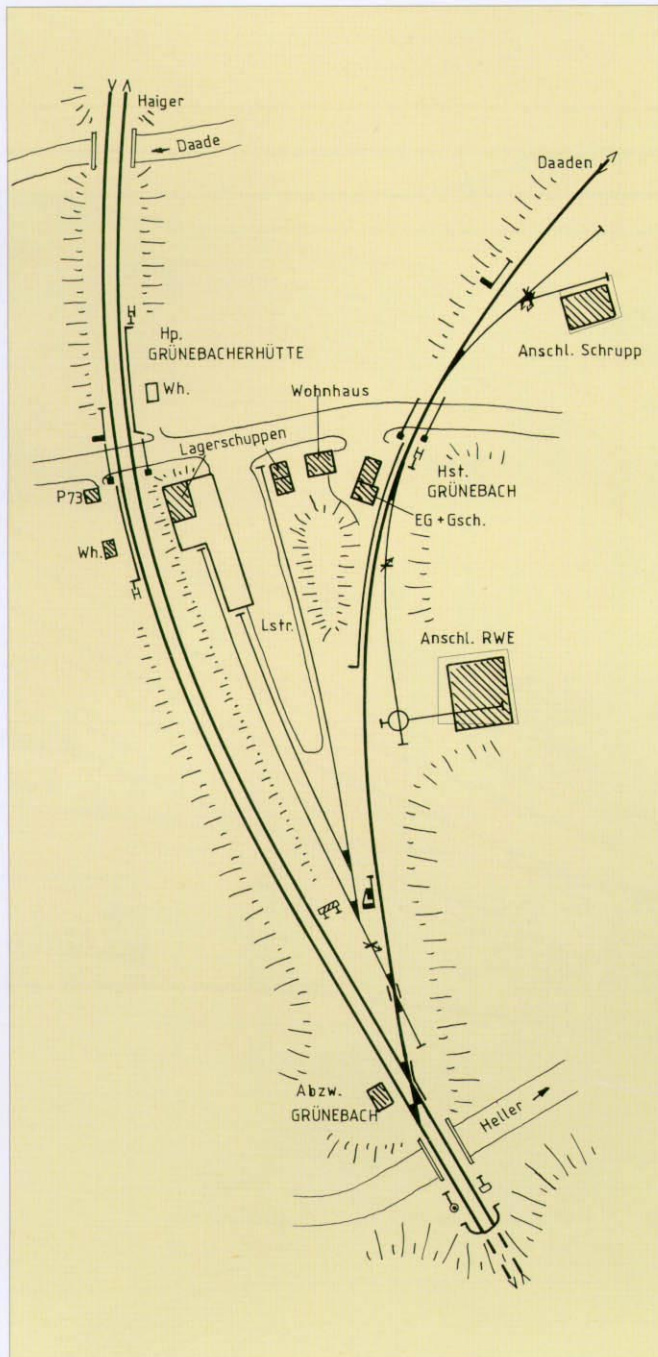 Haiger
Daade
Daaden
Hp.
GRÜNEBACHERHÜTTE
Wh.
Wohnhaus
Anschl. Schrupp
Lagerschuppen
P73
Hst.
GRÜNEBACH
EG + Gsch.
Wh.
Lstr.
Anschl. RWE
Abzw.
GRÜNEBACH
Heller